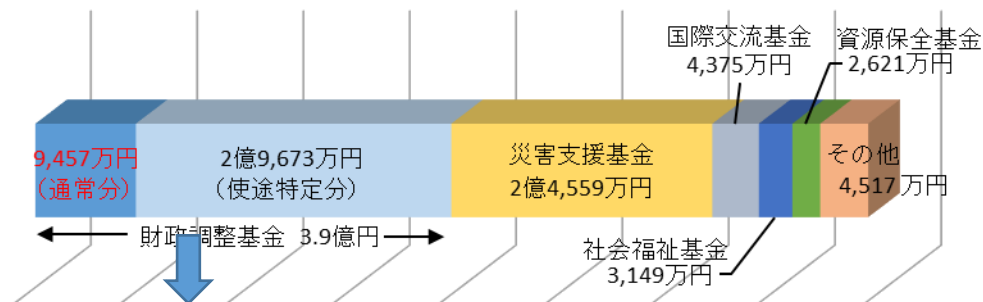 国際交流基金
4,375万円
資源保全基金
2,621万円
9,457万円
（通常分）
2億9,673万円
（使途特定分）
災害支援基金
2億4,559万円
その他
4,517万円
財政調整基金 3.9億円
社会福祉基金
3,149万円